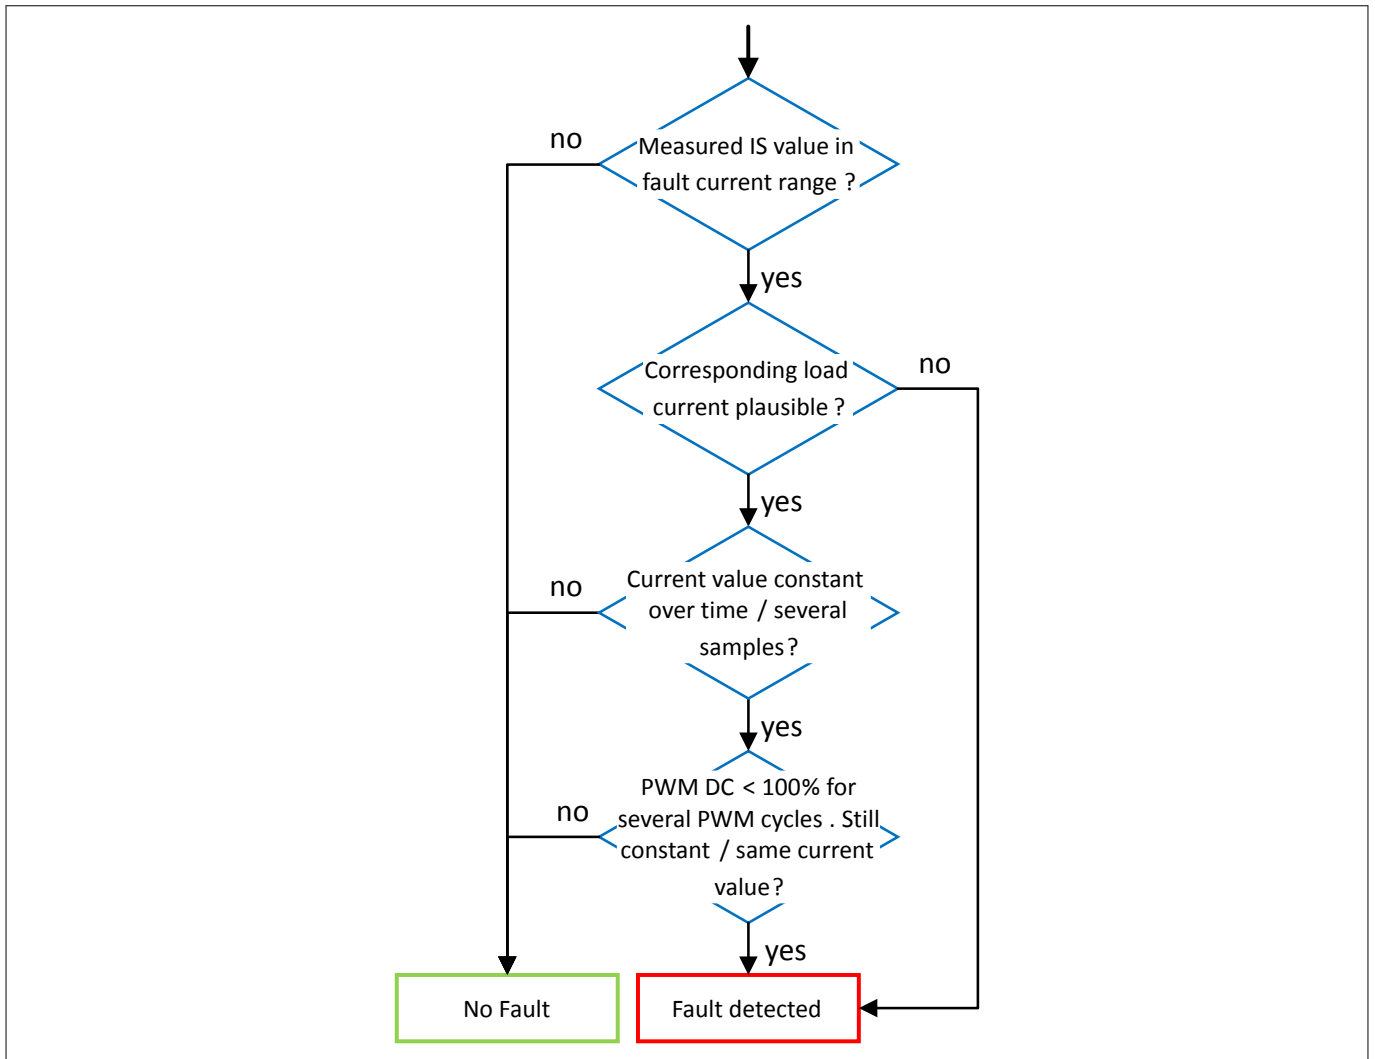 no
Measured IS value in
fault current range ?
yes
Corresponding load
current plausible ?
no
yes
no
Current value constant
over time / several
samples?
yes
no
PWM DC < 100% for
several PWM cycles . Still
constant / same current
value?
yes
No Fault
Fault detected